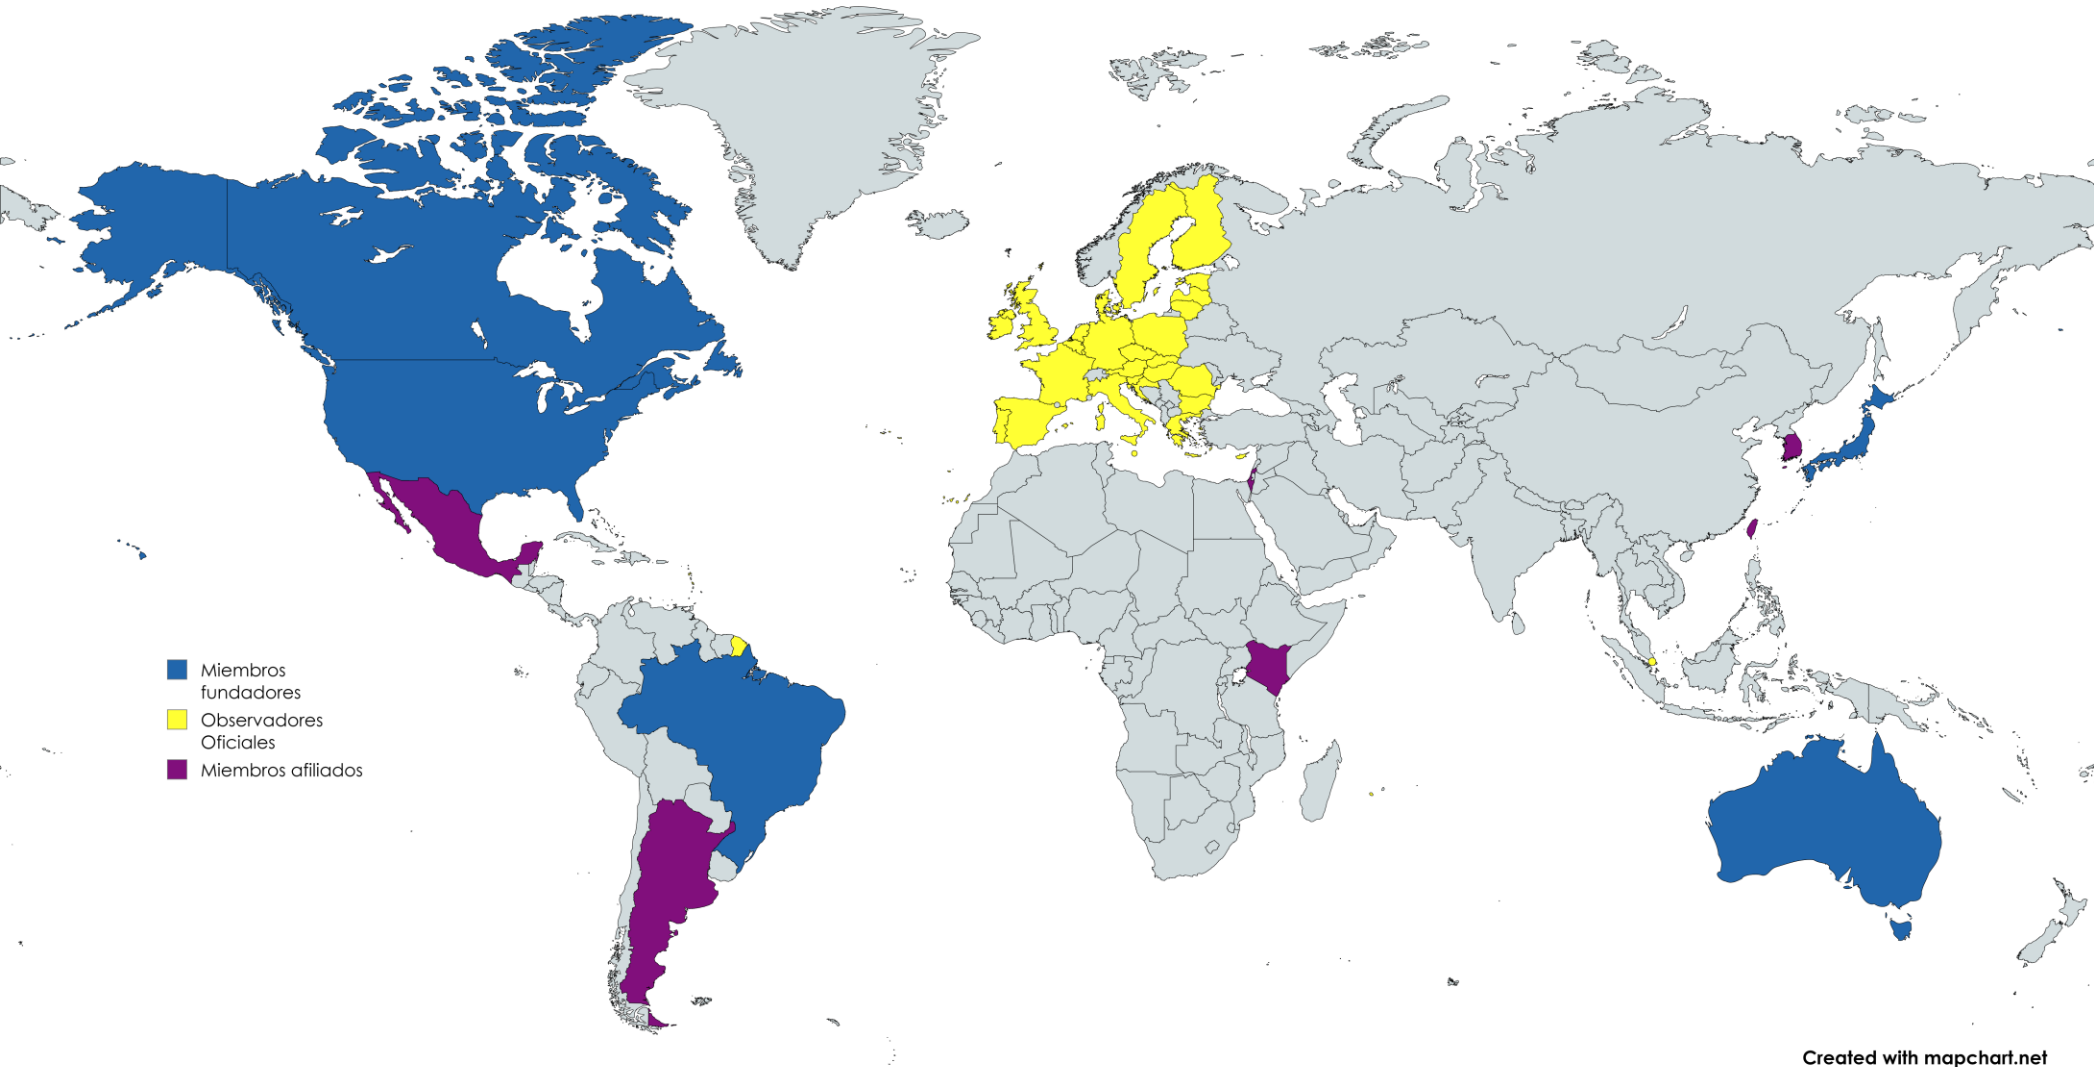 Miembros
fundadores
Observadores
Oficiales
Miembros afiliados
Created with mapchart.net